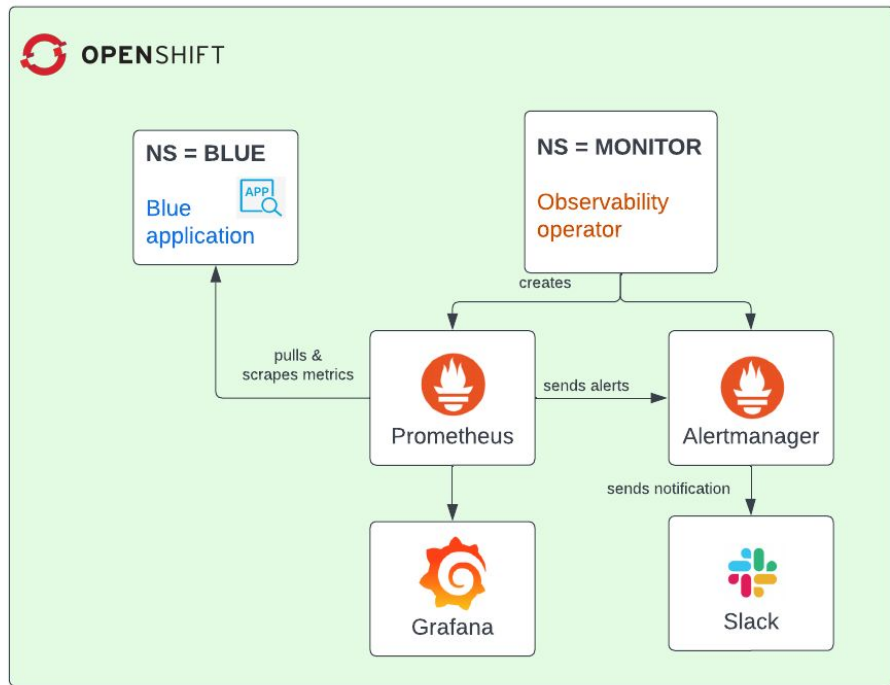 OPENSHIFT
NS = BLUE
APP
Blue
application
NS = MONITOR
Observability
operator
creates
pulls &
scrapes metrics
Prometheus
sends alerts
Alertmanager
sends notification
Grafana
Slack